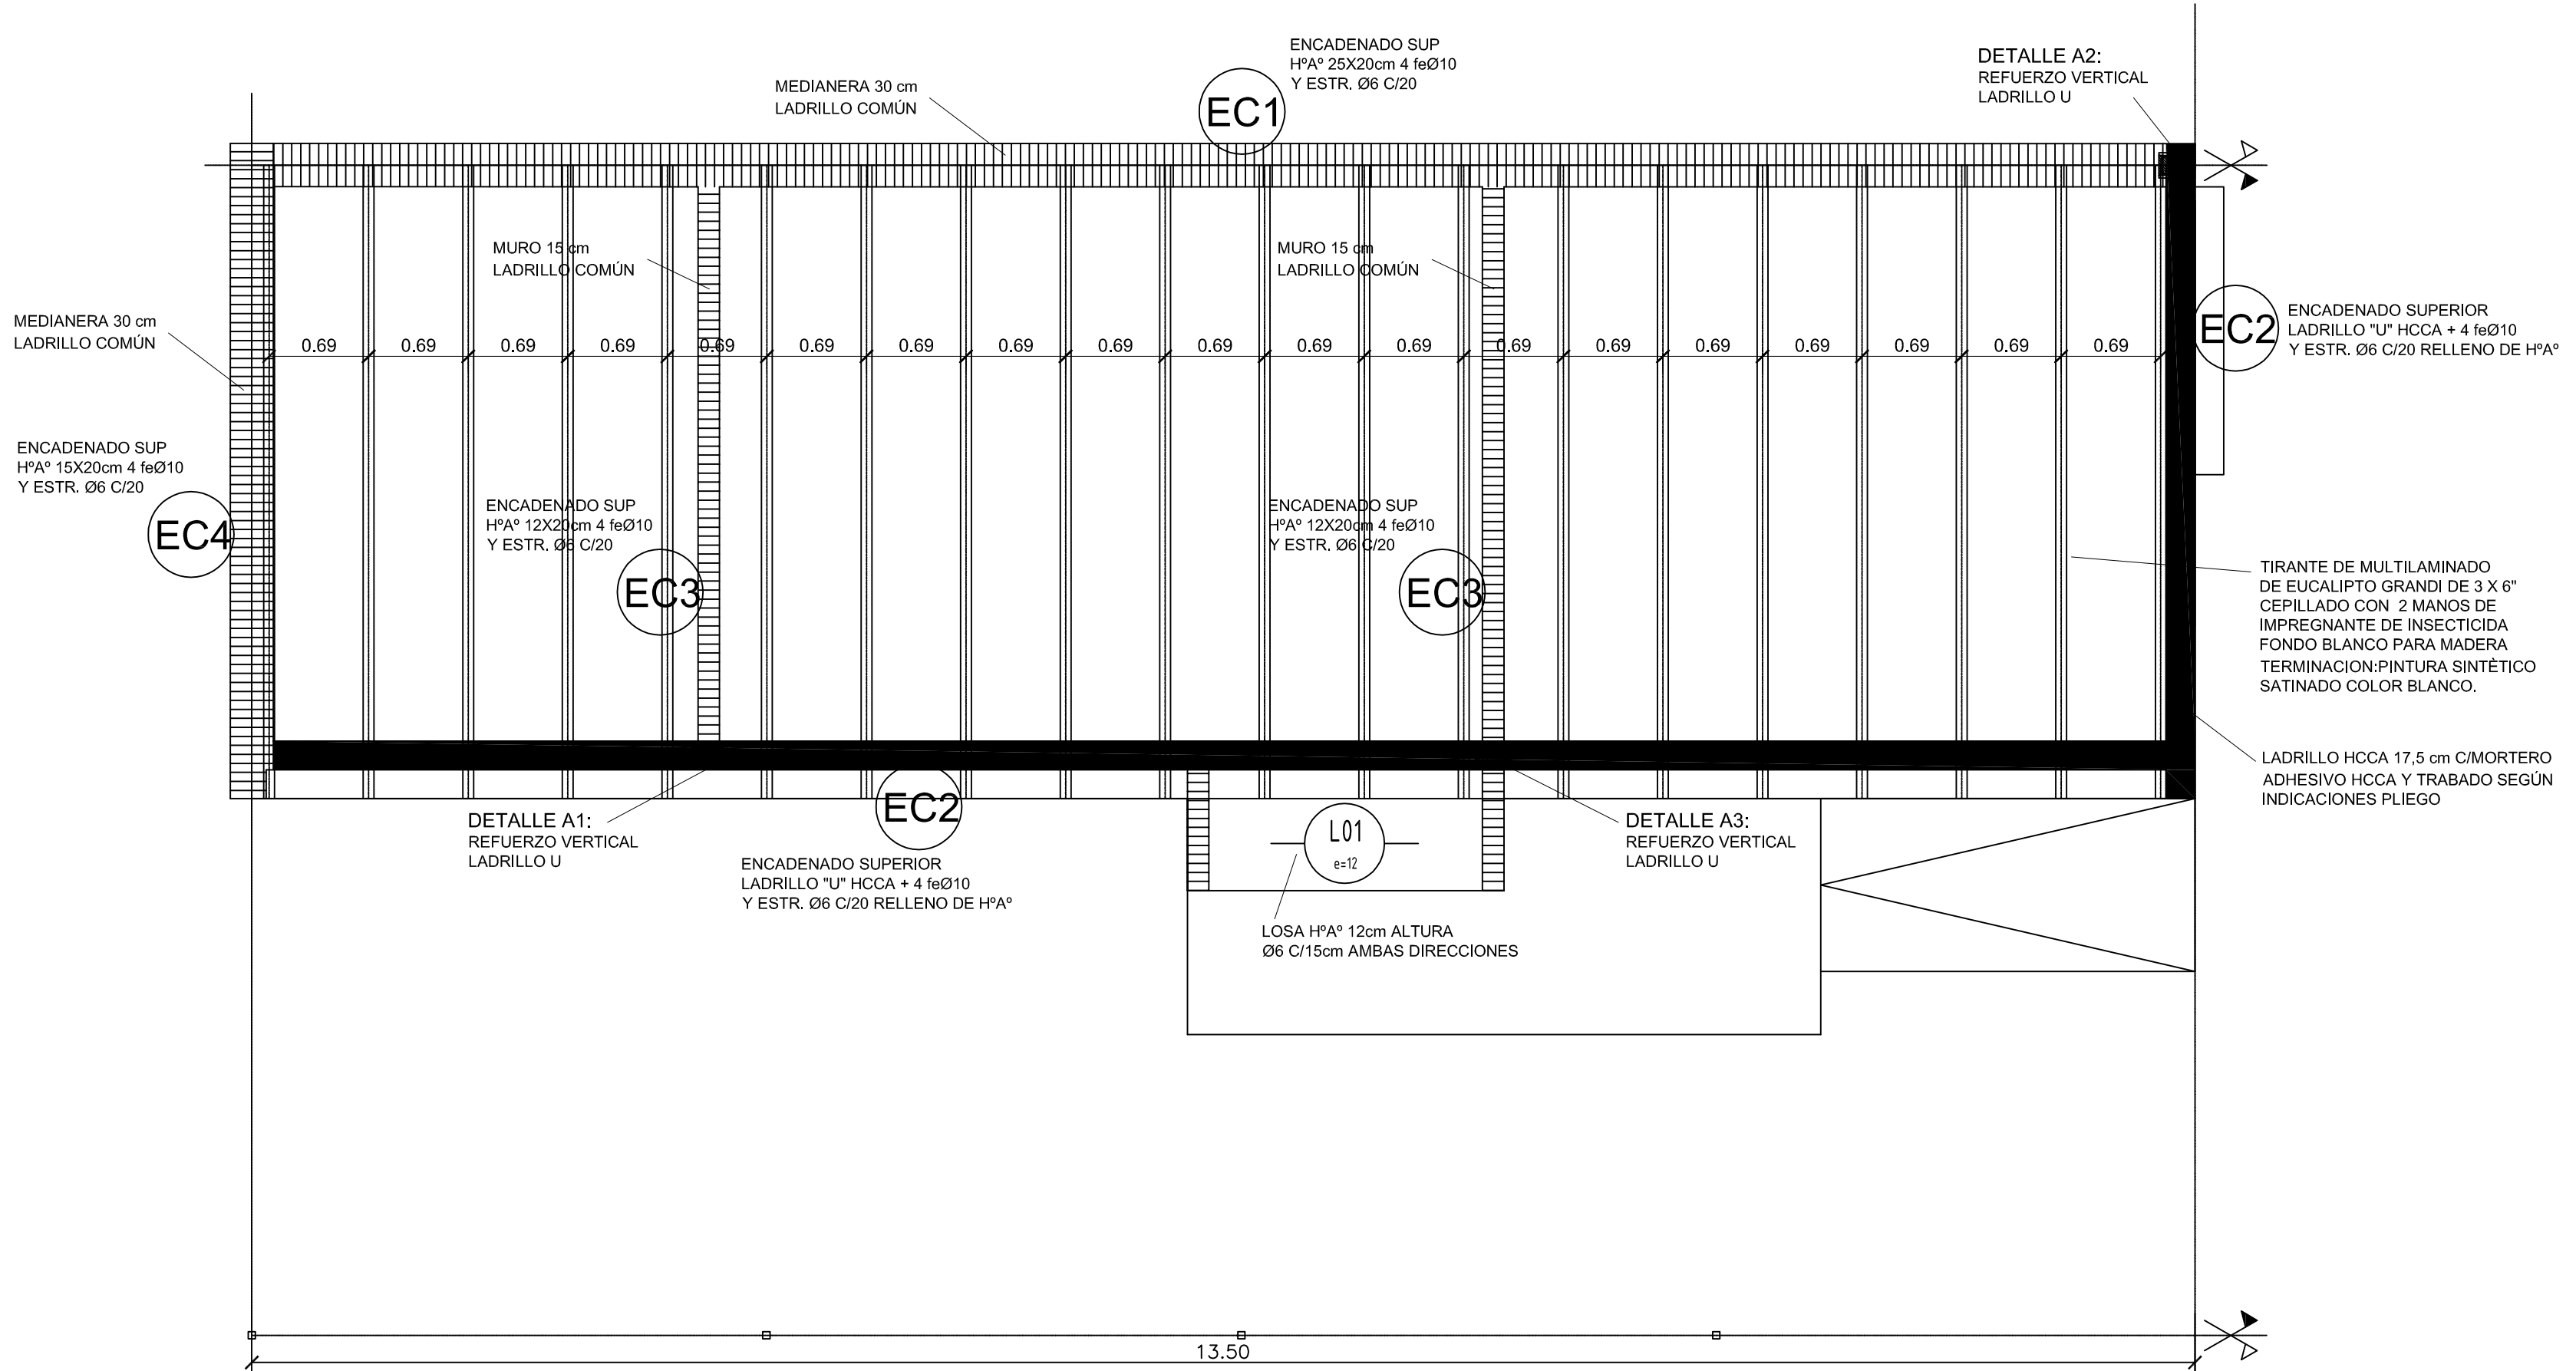 ENCADENADO SUP
HºAº 25X20cm 4 feØ10
Y ESTR. Ø6 C/20
EC1
MEDIANERA 30 cm
LADRILLO COMÚN
DETALLE A2:
REFUERZO VERTICAL
LADRILLO U
MURO 15 cm
LADRILLO COMÚN
MURO 15 cm
LADRILLO COMÚN
MEDIANERA 30 cm
LADRILLO COMÚN
0.69 0.69 0.69 0.69 0.69 0.69 0.69 0.69 0.69 0.69 0.69 0.69 0.69 0.69 0.69 0.69 0.69 0.69 0.69
EC2
ENCADENADO SUPERIOR
LADRILLO "U" HCCA + 4 feØ10
Y ESTR. Ø6 C/20 RELLENO DE HºAº
ENCADENADO SUP
HºAº 15X20cm 4 feØ10
Y ESTR. Ø6 C/20
EC4
ENCADENADO SUP
HºAº 12X20cm 4 feØ10
Y ESTR. Ø6 C/20
EC3
ENCADENADO SUP
HºAº 12X20cm 4 feØ10
Y ESTR. Ø6 C/20
EC3
TIRANTE DE MULTILAMINADO
DE EUCALIPTO GRANDI DE 3 X 6"
CEPILLADO CON 2 MANOS DE
IMPREGNANTE DE INSECTICIDA
FONDO BLANCO PARA MADERA
TERMINACION:PINTURA SINTÈTICO
SATINADO COLOR BLANCO.
LADRILLO HCCA 17,5 cm C/MORTERO
ADHESIVO HCCA Y TRABADO SEGÚN
INDICACIONES PLIEGO
DETALLE A1:
REFUERZO VERTICAL
LADRILLO U
EC2
ENCADENADO SUPERIOR
LADRILLO "U" HCCA + 4 feØ10
Y ESTR. Ø6 C/20 RELLENO DE HºAº
L01
e=12
DETALLE A3:
REFUERZO VERTICAL
LADRILLO U
LOSA HºAº 12cm ALTURA
Ø6 C/15cm AMBAS DIRECCIONES
13.50